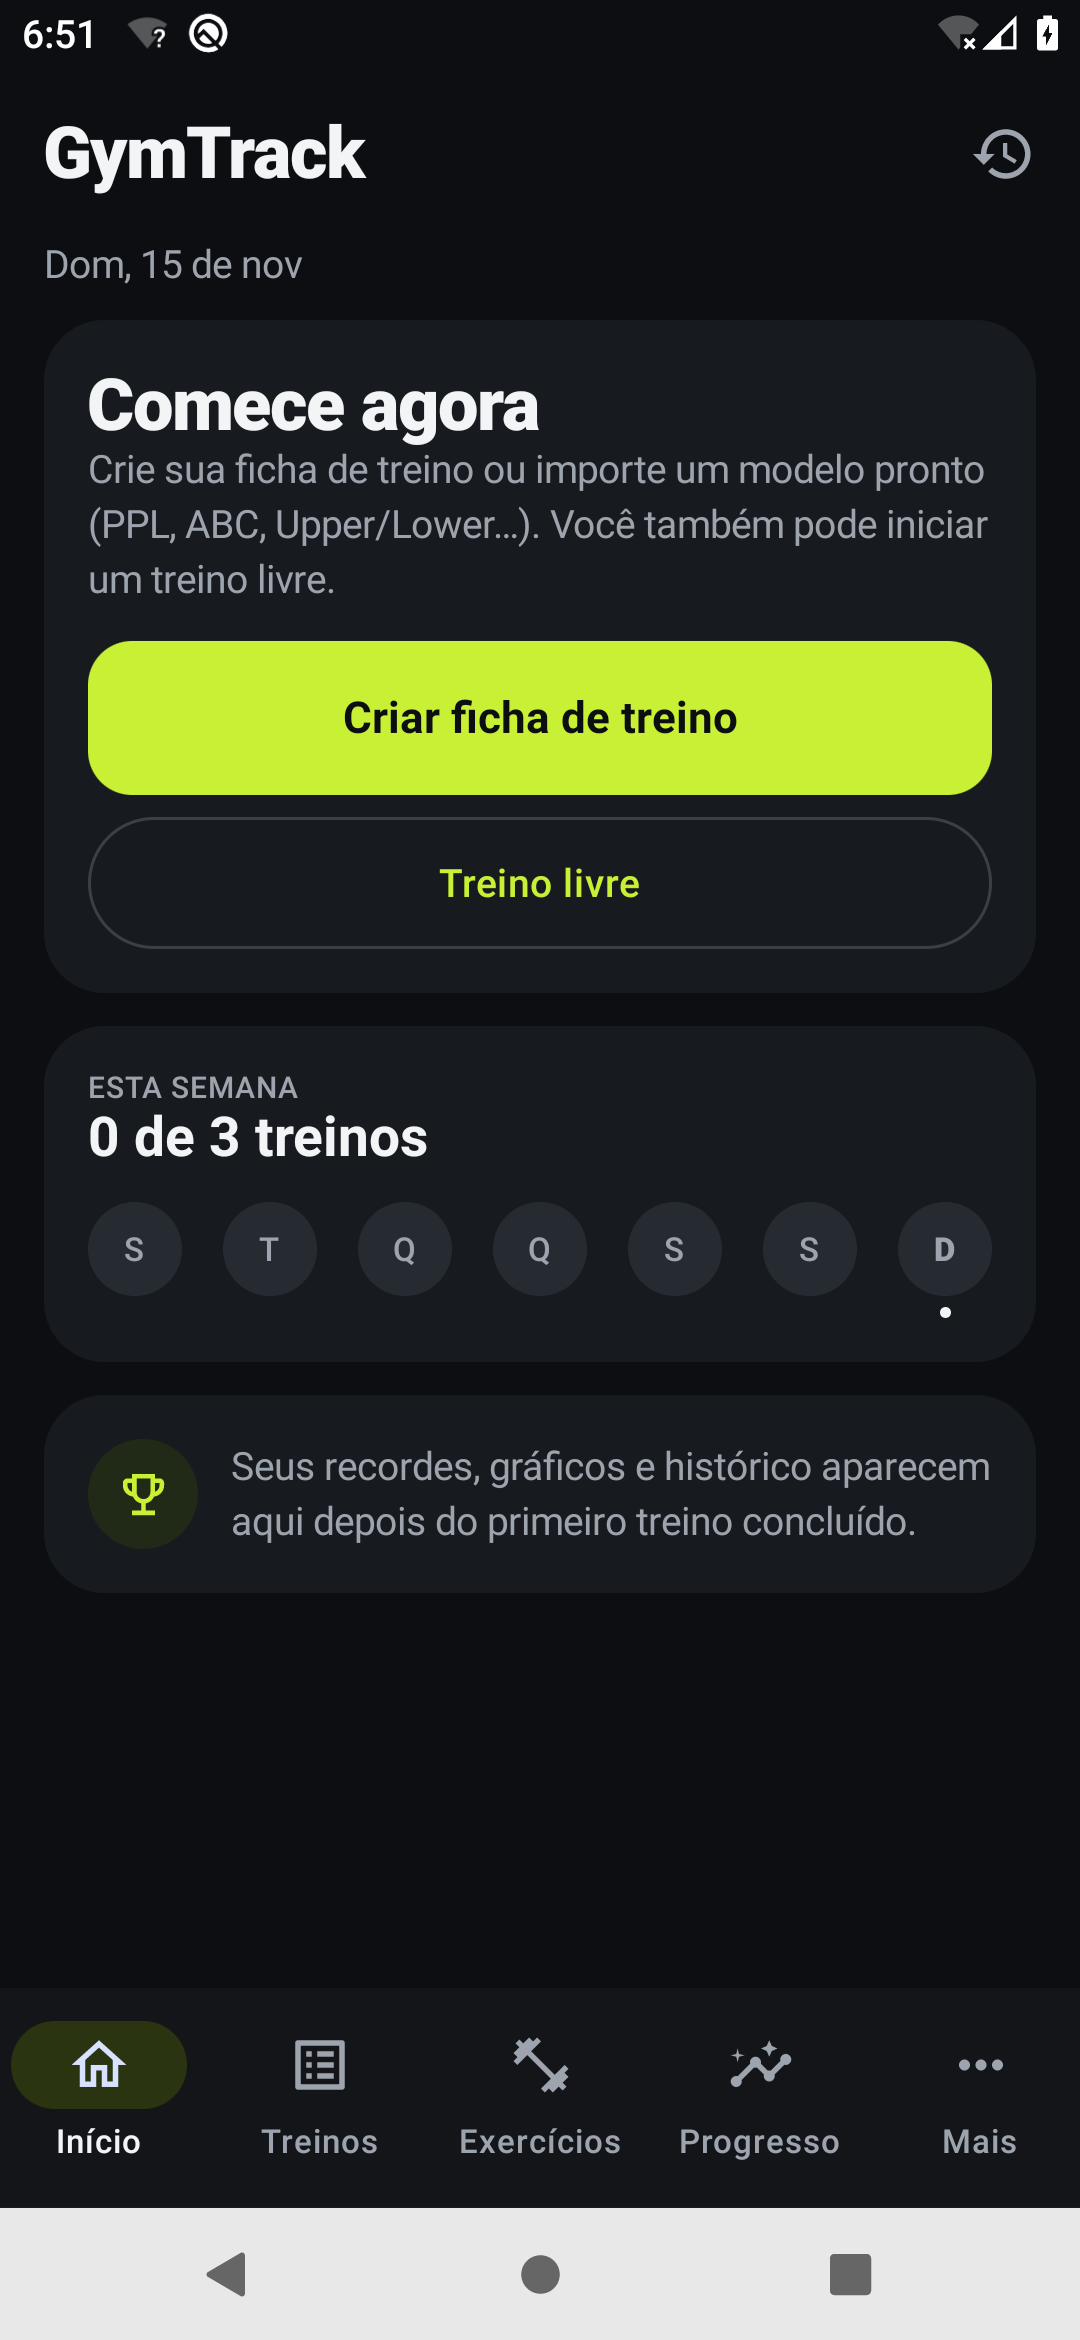 6:51
GymTrack
Dom, 15 de nov
Comece agora
Crie sua ficha de treino ou importe um modelo pronto
(PPL, ABC, Upper/Lower...). Você também pode iniciar
um treino livre.
Criar ficha de treino
Treino livre
ESTA SEMANA
0 de 3 treinos
S T Q Q S S D
Seus recordes, gráficos e histórico aparecem
aqui depois do primeiro treino concluído.
Início Treinos Exercícios Progresso Mais